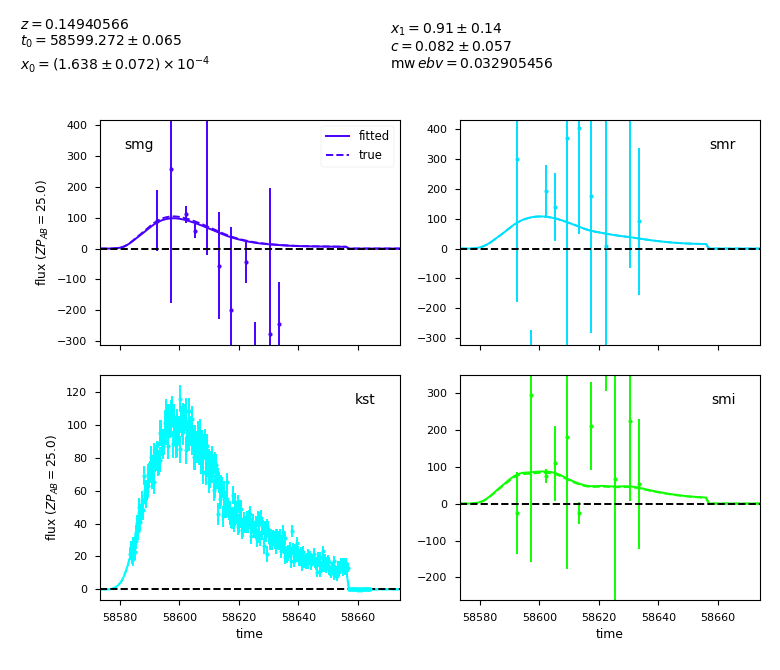 z = 0.14940566
t₀ = 58599.272 ± 0.065
x₀ = (1.638 ± 0.072) × 10⁻⁴
x₁ = 0.91 ± 0.14
c = 0.082 ± 0.057
mw ebv = 0.032905456
smg
fitted
true
400
300
200
100
0
−100
−200
−300
flux (ZP_AB = 25.0)
smr
400
300
200
100
0
−100
−200
−300
kst
120
100
80
60
40
20
0
flux (ZP_AB = 25.0)
58580 58600 58620 58640 58660
time
smi
300
200
100
0
−100
−200
58580 58600 58620 58640 58660
time